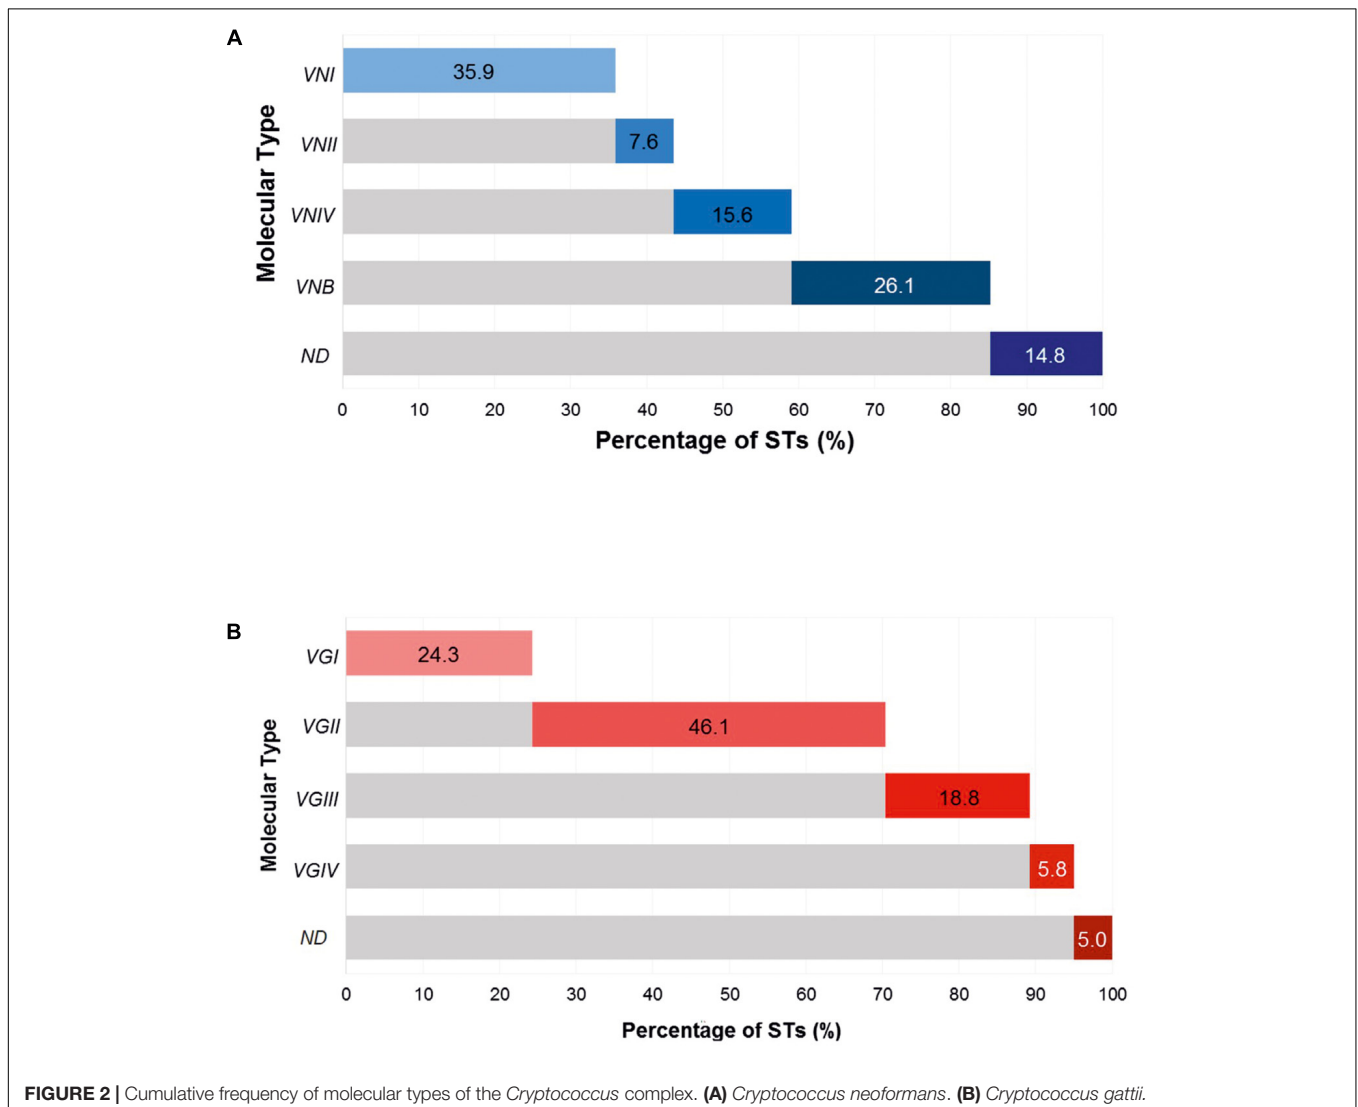 A
VNI 35.9
VNII 7.6
VNIV 15.6
VNB 26.1
ND 14.8
Molecular Type
0 10 20 30 40 50 60 70 80 90 100
Percentage of STs (%)
B
VGI 24.3
VGII 46.1
VGIII 18.8
VGIV 5.8
ND 5.0
Molecular Type
0 10 20 30 40 50 60 70 80 90 100
Percentage of STs (%)
FIGURE 2 | Cumulative frequency of molecular types of the Cryptococcus complex. (A) Cryptococcus neoformans. (B) Cryptococcus gattii.